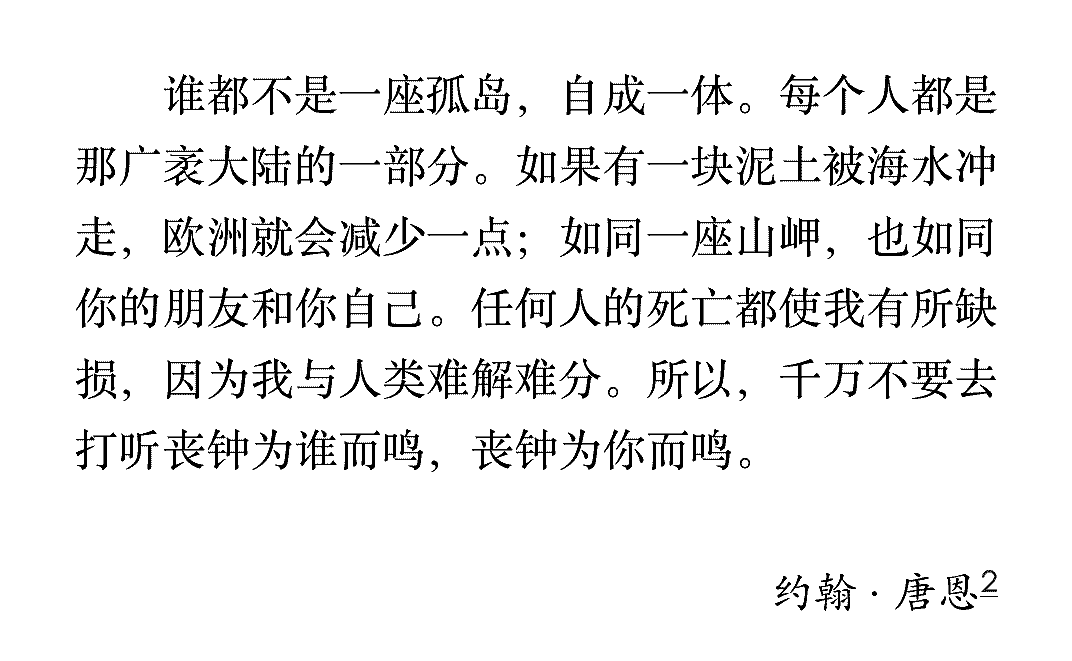 谁都不是一座孤岛，自成一体。每个人都是
那广袤大陆的一部分。如果有一块泥土被海水冲
走，欧洲就会减少一点；如同一座山岬，也如同
你的朋友和你自己。任何人的死亡都使我有所缺
损，因为我与人类难解难分。所以，千万不要去
打听丧钟为谁而鸣，丧钟为你而鸣。
约翰·唐恩2